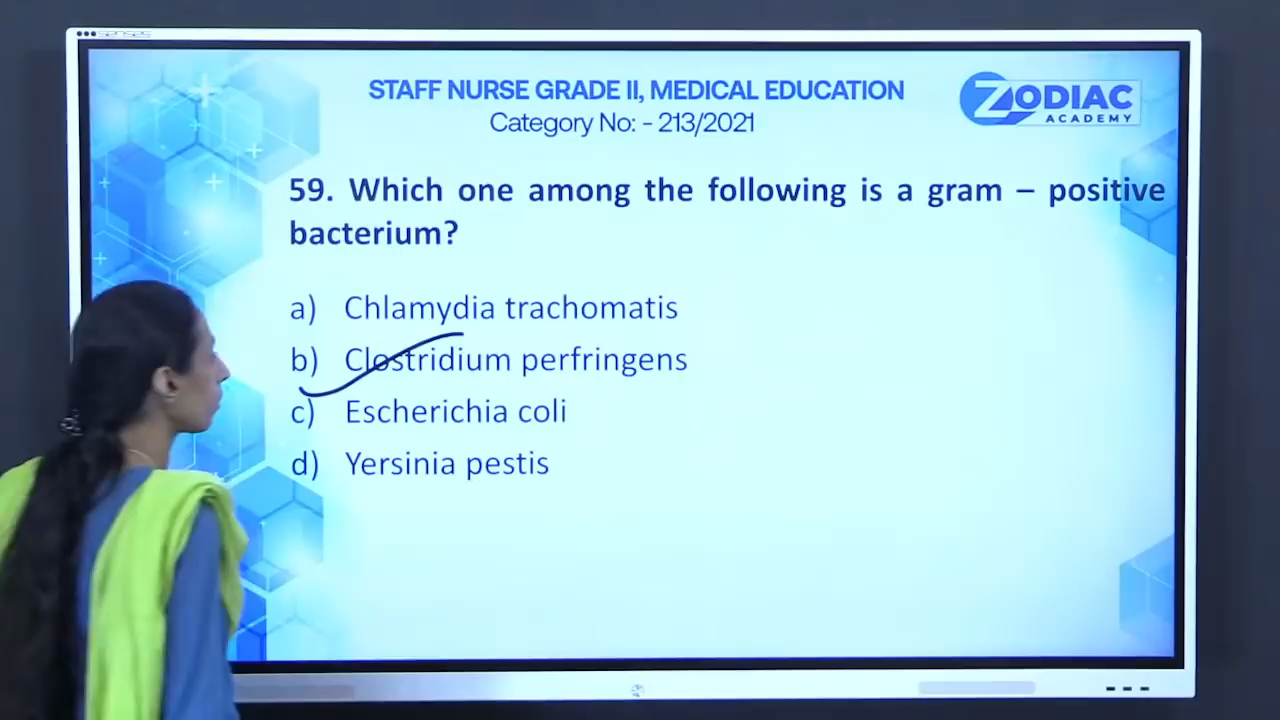 senses
STAFF NURSE GRADE II, MEDICAL EDUCATION
Category No: - 213/2021
ZODIAC
ACADEMY
59. Which one among the following is a gram – positive
bacterium?
a) Chlamydia trachomatis
b) Clostridium perfringens
c) Escherichia coli
d) Yersinia pestis